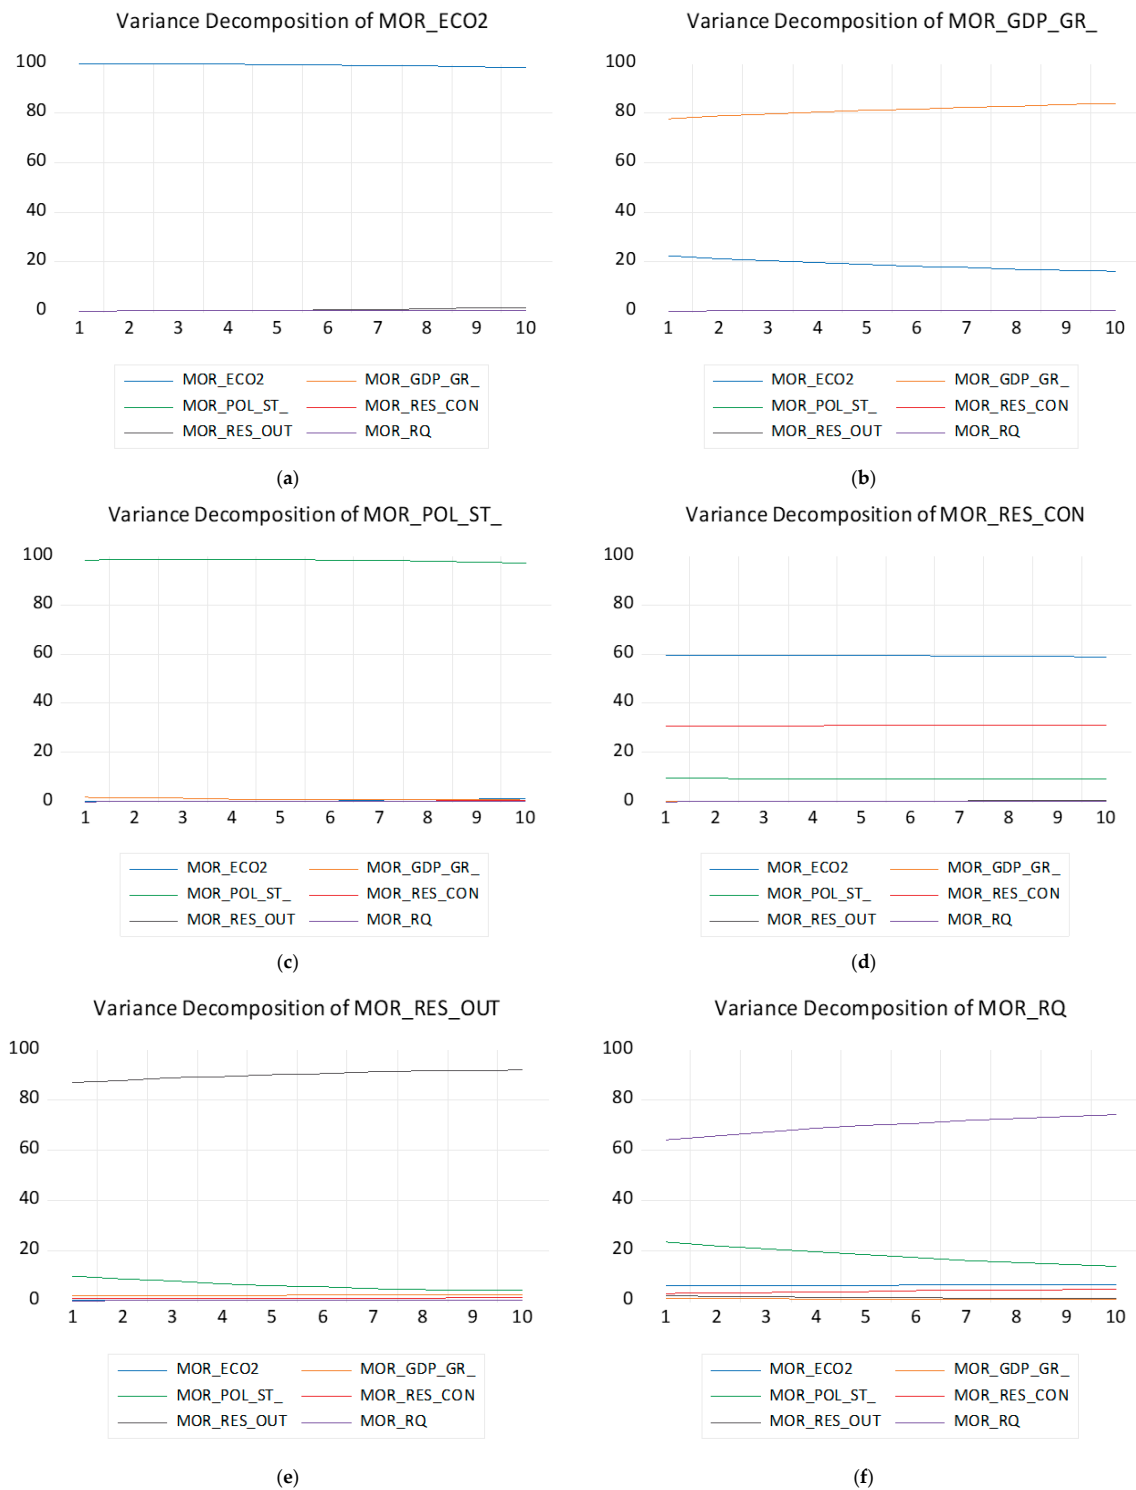 Variance Decomposition of MOR_ECO2
100
80
60
40
20
0
1 2 3 4 5 6 7 8 9 10
MOR_ECO2 MOR_GDP_GR_
MOR_POL_ST_ MOR_RES_CON
MOR_RES_OUT MOR_RQ
(a)
Variance Decomposition of MOR_GDP_GR_
100
80
60
40
20
0
1 2 3 4 5 6 7 8 9 10
MOR_ECO2 MOR_GDP_GR_
MOR_POL_ST_ MOR_RES_CON
MOR_RES_OUT MOR_RQ
(b)
Variance Decomposition of MOR_POL_ST_
100
80
60
40
20
0
1 2 3 4 5 6 7 8 9 10
MOR_ECO2 MOR_GDP_GR_
MOR_POL_ST_ MOR_RES_CON
MOR_RES_OUT MOR_RQ
(c)
Variance Decomposition of MOR_RES_CON
100
80
60
40
20
0
1 2 3 4 5 6 7 8 9 10
MOR_ECO2 MOR_GDP_GR_
MOR_POL_ST_ MOR_RES_CON
MOR_RES_OUT MOR_RQ
(d)
Variance Decomposition of MOR_RES_OUT
100
80
60
40
20
0
1 2 3 4 5 6 7 8 9 10
MOR_ECO2 MOR_GDP_GR_
MOR_POL_ST_ MOR_RES_CON
MOR_RES_OUT MOR_RQ
(e)
Variance Decomposition of MOR_RQ
100
80
60
40
20
0
1 2 3 4 5 6 7 8 9 10
MOR_ECO2 MOR_GDP_GR_
MOR_POL_ST_ MOR_RES_CON
MOR_RES_OUT MOR_RQ
(f)